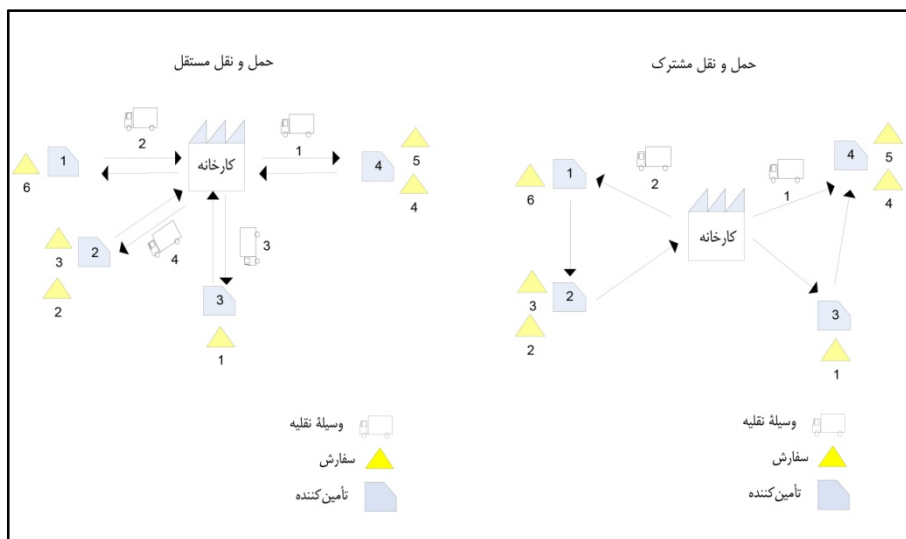 حمل و نقل مشترک
2
1
1
6
4
5
4
کارخانه
3
2
2
3
1
وسیلهٔ نقلیه
سفارش
تأمین‌کننده
حمل و نقل مستقل
2
1
1
6
کارخانه
4
5
4
3
2
4
3
2
3
1
وسیلهٔ نقلیه
سفارش
تأمین‌کننده